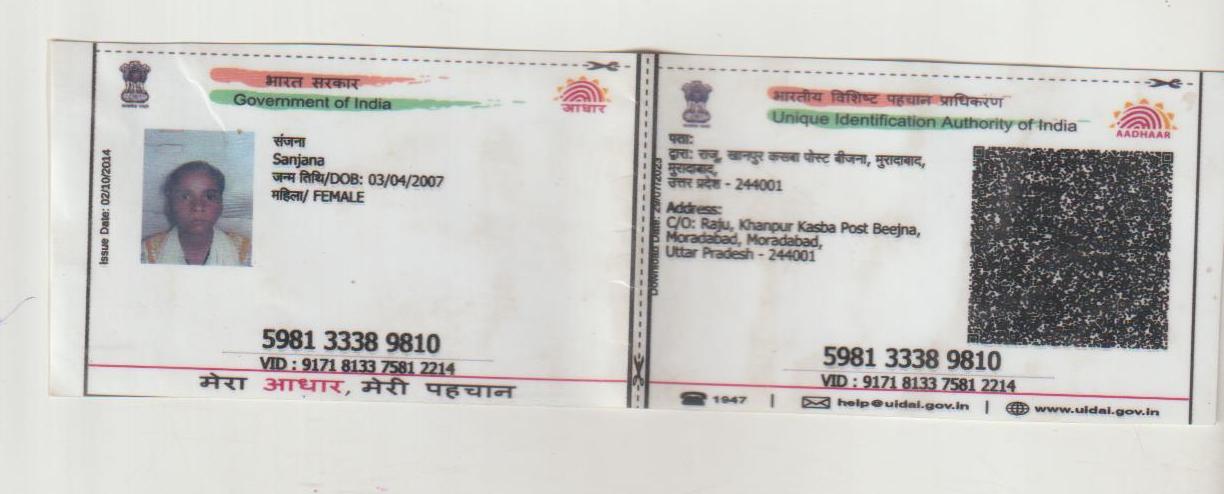 भारत सरकार
Government of India
आधार
Issue Date: 02/10/2014
संजना
Sanjana
जन्म तिथि/DOB: 03/04/2007
महिला/ FEMALE
5981 3338 9810
VID : 9171 8133 7581 2214
मेरा आधार, मेरी पहचान
भारतीय विशिष्ट पहचान प्राधिकरण
Unique Identification Authority of India
AADHAAR
Download Date:
पता:
द्वारा: राजू, खानपुर कसबा पोस्ट बीजना, मुरादाबाद,
मुरादाबाद,
उत्तर प्रदेश - 244001
Address:
C/O: Raju, Khanpur Kasba Post Beejna,
Moradabad, Moradabad,
Uttar Pradesh - 244001
5981 3338 9810
VID : 9171 8133 7581 2214
1947 | help@uidai.gov.in | www.uidai.gov.in